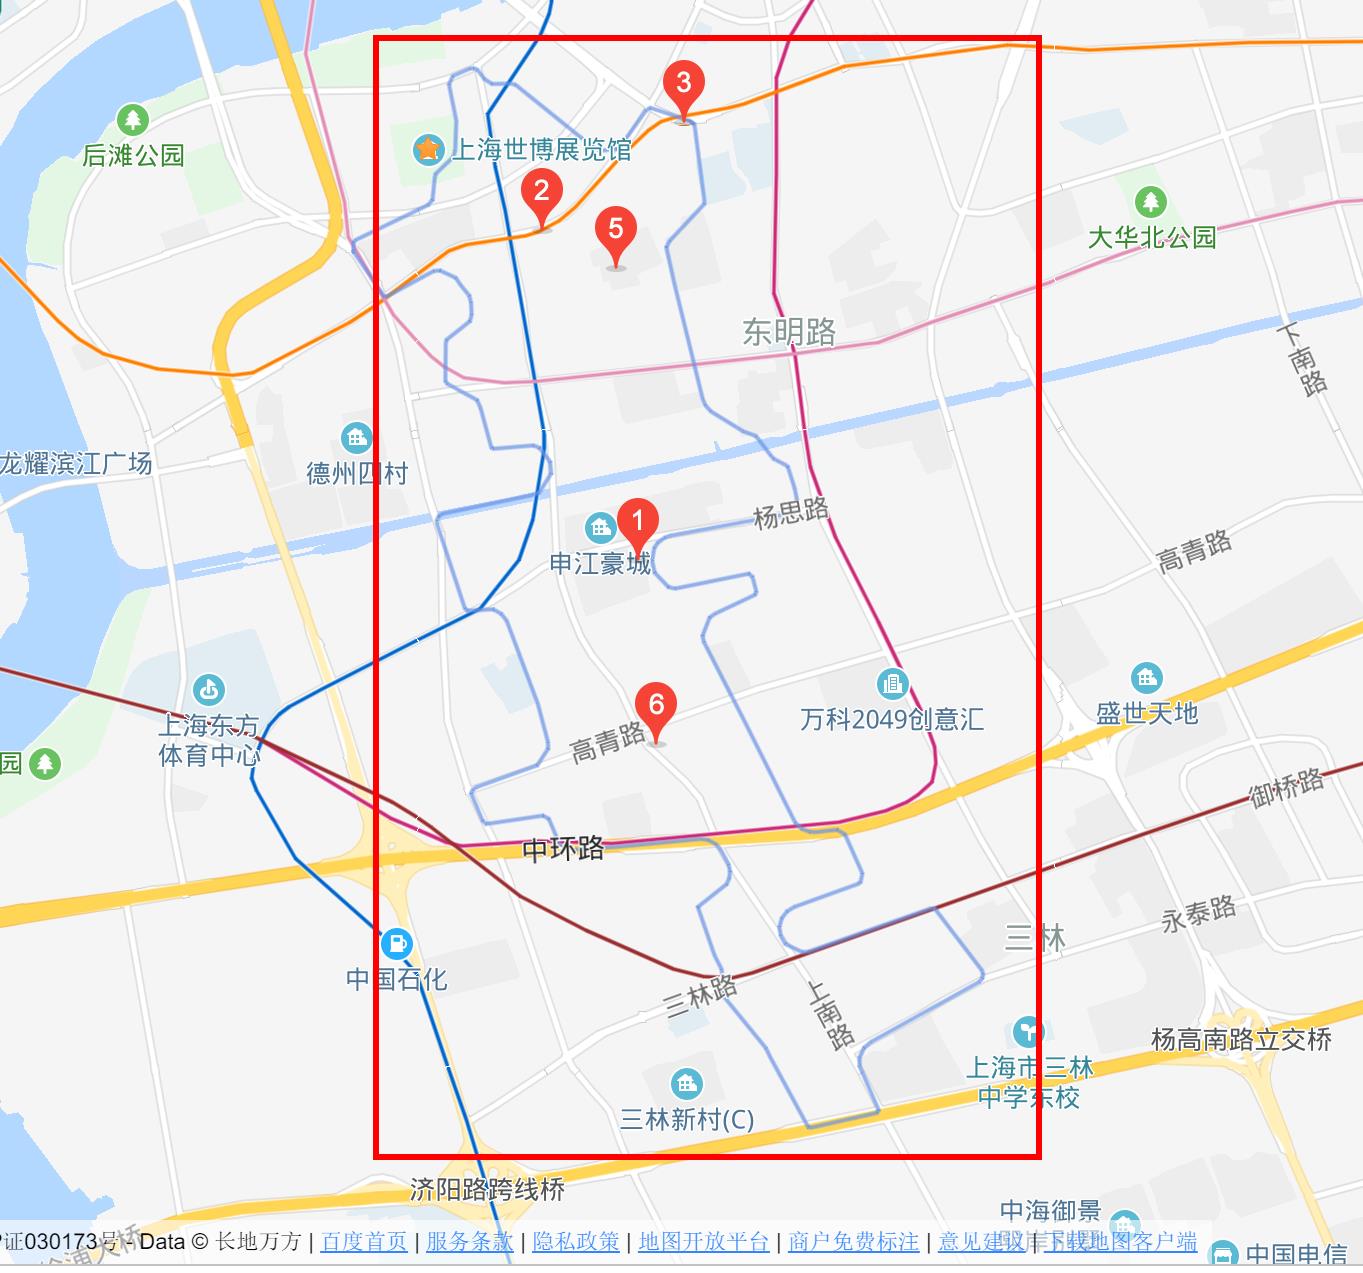 3
后滩公园
上海世博展览馆
2
5
大华北公园
东明路
下南路
龙耀滨江广场
德州四村
杨思路
1
申江豪城
高青路
6
上海东方
体育中心
园
高青路
万科2049创意汇
盛世天地
御桥路
中环路
永泰路
三林
中国石化
三林路
上南路
杨高南路立交桥
上海市三林
中学东校
三林新村(C)
济阳路跨线桥
中海御景
证030173号 - Data © 长地万方 | 百度首页 | 服务条款 | 隐私政策 | 地图开放平台 | 商户免费标注 | 意见建议 | 下载地图客户端
中国电信